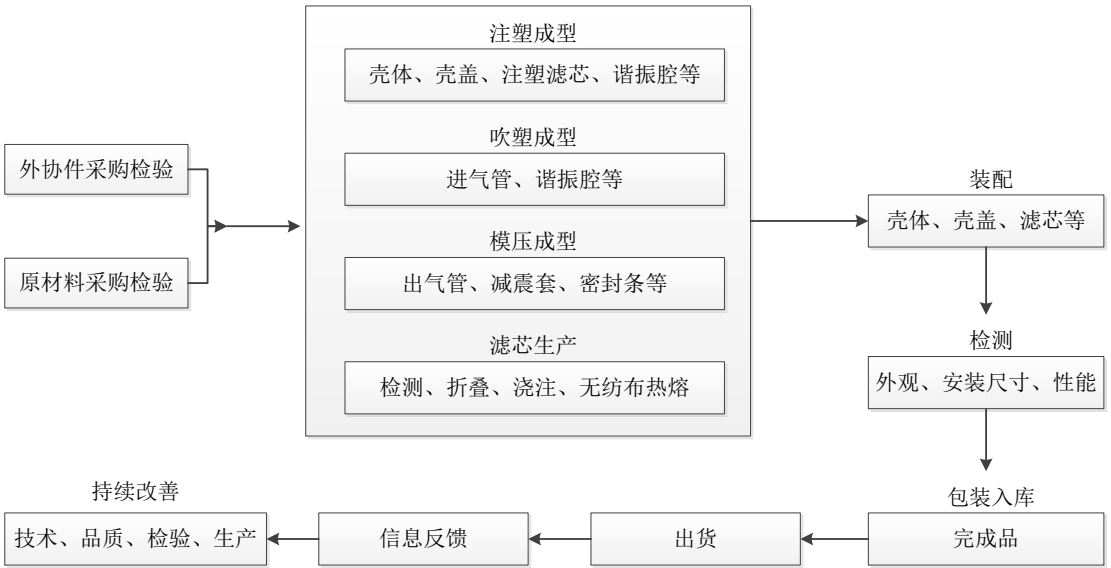 外协件采购检验
原材料采购检验
注塑成型
壳体、壳盖、注塑滤芯、谐振腔等
吹塑成型
进气管、谐振腔等
模压成型
出气管、减震套、密封条等
滤芯生产
检测、折叠、浇注、无纺布热熔
装配
壳体、壳盖、滤芯等
检测
外观、安装尺寸、性能
包装入库
完成品
出货
信息反馈
持续改善
技术、品质、检验、生产